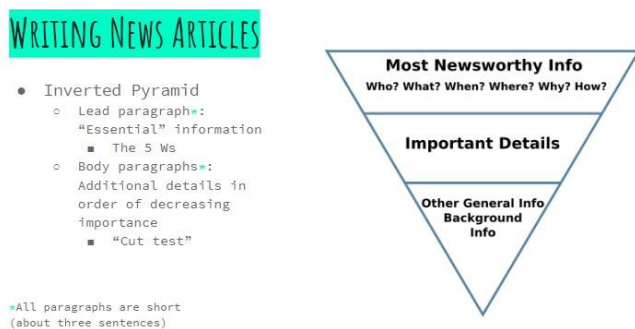 WRITING NEWS ARTICLES
● Inverted Pyramid
○ Lead paragraph*:
“Essential” information
■ The 5 Ws
○ Body paragraphs*:
Additional details in
order of decreasing
importance
■ “Cut test”
*All paragraphs are short
(about three sentences)
Most Newsworthy Info
Who? What? When? Where? Why? How?
Important Details
Other General Info
Background
Info